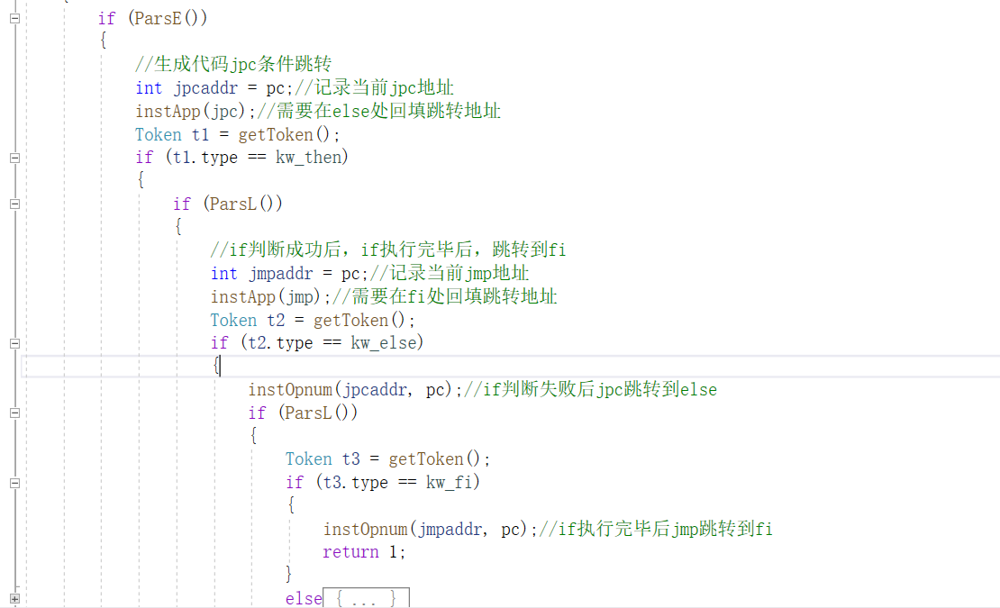 {
if (ParsE())
{
//生成代码jpc条件跳转
int jpcaddr = pc;//记录当前jpc地址
instApp(jpc);//需要在else处回填跳转地址
Token t1 = getToken();
if (t1.type == kw_then)
{
if (ParsL())
{
//if判断成功后，if执行完毕后，跳转到fi
int jmpaddr = pc;//记录当前jmp地址
instApp(jmp);//需要在fi处回填跳转地址
Token t2 = getToken();
if (t2.type == kw_else)
{
instOpnum(jpcaddr, pc);//if判断失败后jpc跳转到else
if (ParsL())
{
Token t3 = getToken();
if (t3.type == kw_fi)
{
instOpnum(jmpaddr, pc);//if执行完毕后jmp跳转到fi
return 1;
}
else{ ... }